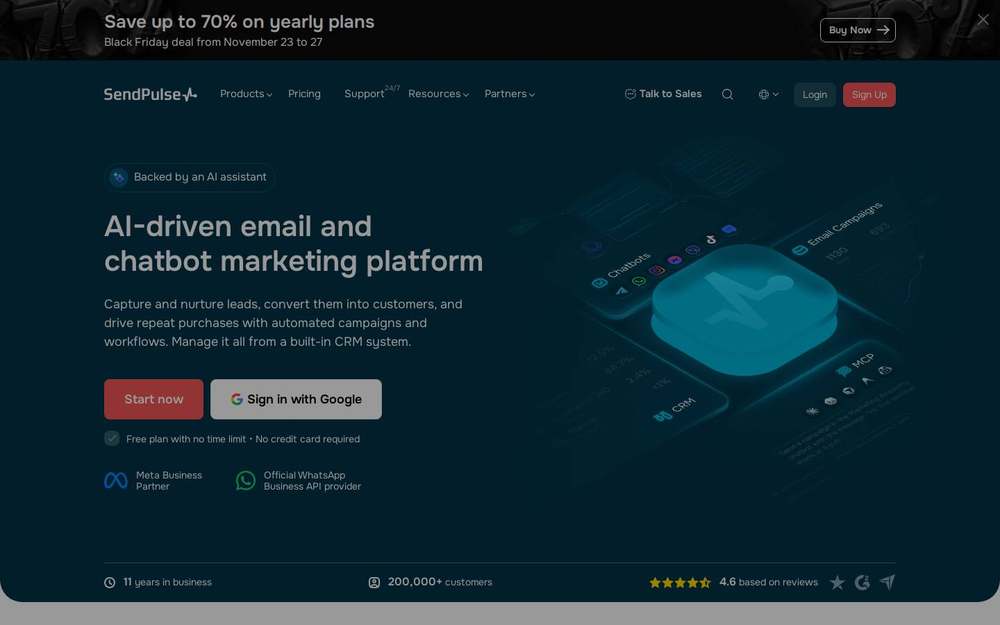 Save up to 70% on yearly plans
Black Friday deal from November 23 to 27
Buy Now
SendPulse
Products
Pricing
Support 24/7
Resources
Partners
Talk to Sales
Login
Sign Up
Backed by an AI assistant
AI-driven email and
chatbot marketing platform
Capture and nurture leads, convert them into customers, and
drive repeat purchases with automated campaigns and
workflows. Manage it all from a built-in CRM system.
Start now
Sign in with Google
Free plan with no time limit • No credit card required
Meta Business
Partner
Official WhatsApp
Business API provider
Chatbots
Email Campaigns
CRM
MCP
11 years in business
200,000+ customers
4.6 based on reviews